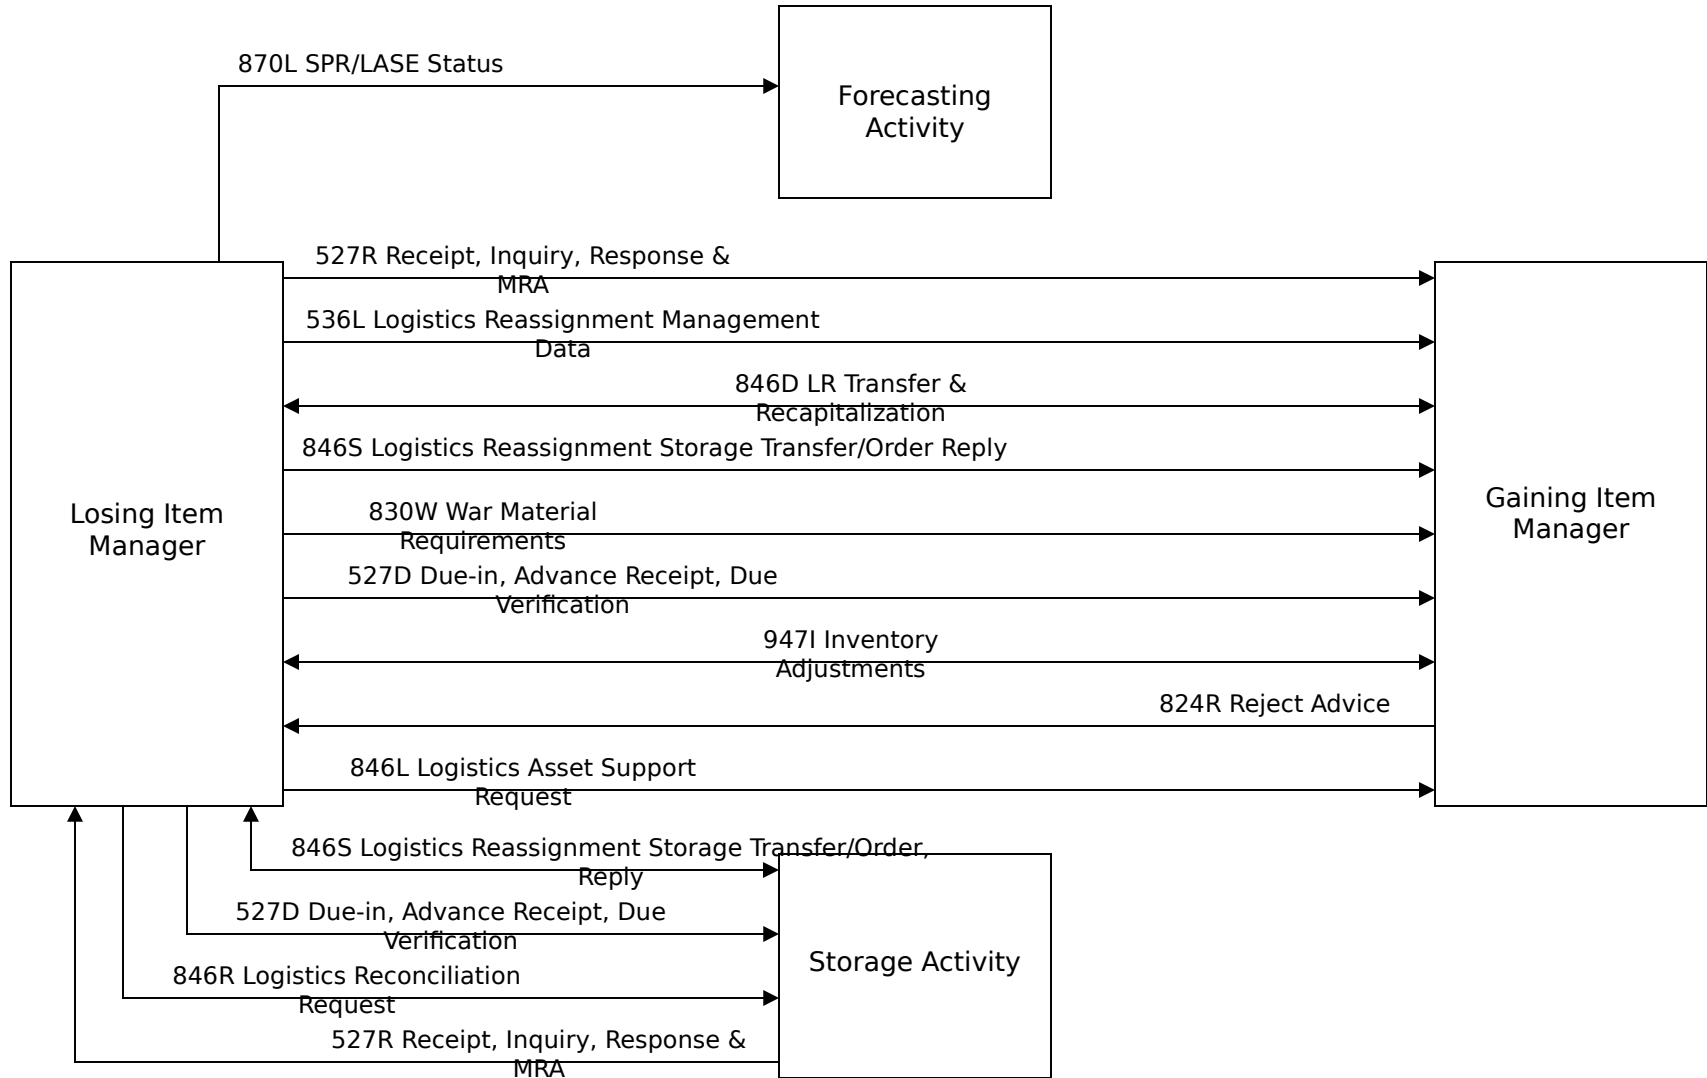 870L SPR/LASE Status
Forecasting
Activity
527R Receipt, Inquiry, Response &
MRA
536L Logistics Reassignment Management
Data
846D LR Transfer &
Recapitalization
846S Logistics Reassignment Storage Transfer/Order Reply
Losing Item
Manager
Gaining Item
Manager
830W War Material
Requirements
527D Due-in, Advance Receipt, Due
Verification
947I Inventory
Adjustments
824R Reject Advice
846L Logistics Asset Support
Request
846S Logistics Reassignment Storage Transfer/Order,
Reply
527D Due-in, Advance Receipt, Due
Verification
Storage Activity
846R Logistics Reconciliation
Request
527R Receipt, Inquiry, Response &
MRA